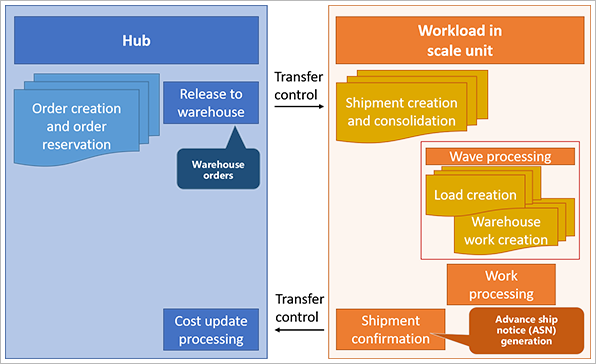 Hub
Order creation
and order
reservation
Release to
warehouse
Warehouse
orders
Transfer
control
Workload in
scale unit
Shipment creation
and consolidation
Wave processing
Load creation
Warehouse
work creation
Work
processing
Shipment
confirmation
Advance ship
notice (ASN)
generation
Transfer
control
Cost update
processing